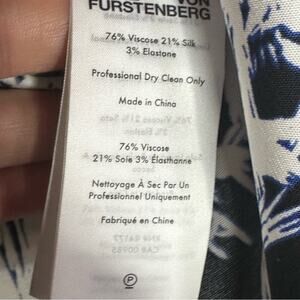 VON
FURSTENBERG
76% Viscose 21% Silk
3% Elastane
Professional Dry Clean Only
Made in China
76% Viscose
21% Soie 3% Élasthanne
Nettoyage À Sec Par Un
Professionnel Uniquement
Fabriqué en Chine
P